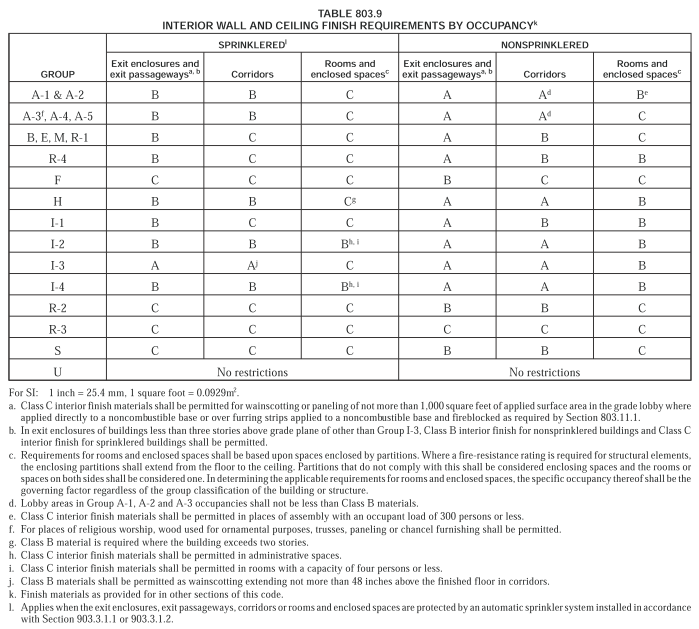 TABLE 803.9
INTERIOR WALL AND CEILING FINISH REQUIREMENTS BY OCCUPANCYk
GROUP SPRINKLEREDl NONSPRINKLERED
Exit enclosures and exit passagewaysa, b Corridors Rooms and enclosed spacesc Exit enclosures and exit passagewaysa, b Corridors Rooms and enclosed spacesc
A-1 & A-2 B B C A Ad Be
A-3f, A-4, A-5 B B C A Ad C
B, E, M, R-1 B C C A B C
R-4 B C C A B B
F C C C B C C
H B B Cg A A B
I-1 B C C A B B
I-2 B B Bh, i A A B
I-3 A Aj C A A B
I-4 B B Bh, i A A B
R-2 C C C B B C
R-3 C C C C C C
S C C C B B C
U No restrictions No restrictions
For SI: 1 inch = 25.4 mm, 1 square foot = 0.0929m2.
a. Class C interior finish materials shall be permitted for wainscotting or paneling of not more than 1,000 square feet of applied surface area in the grade lobby where
applied directly to a noncombustible base or over furring strips applied to a noncombustible base and fireblocked as required by Section 803.11.1.
b. In exit enclosures of buildings less than three stories above grade plane of other than Group I-3, Class B interior finish for nonsprinklered buildings and Class C
interior finish for sprinklered buildings shall be permitted.
c. Requirements for rooms and enclosed spaces shall be based upon spaces enclosed by partitions. Where a fire-resistance rating is required for structural elements,
the enclosing partitions shall extend from the floor to the ceiling. Partitions that do not comply with this shall be considered enclosing spaces and the rooms or
spaces on both sides shall be considered one. In determining the applicable requirements for rooms and enclosed spaces, the specific occupancy thereof shall be the
governing factor regardless of the group classification of the building or structure.
d. Lobby areas in Group A-1, A-2 and A-3 occupancies shall not be less than Class B materials.
e. Class C interior finish materials shall be permitted in places of assembly with an occupant load of 300 persons or less.
f. For places of religious worship, wood used for ornamental purposes, trusses, paneling or chancel furnishing shall be permitted.
g. Class B material is required where the building exceeds two stories.
h. Class C interior finish materials shall be permitted in administrative spaces.
i. Class C interior finish materials shall be permitted in rooms with a capacity of four persons or less.
j. Class B materials shall be permitted as wainscotting extending not more than 48 inches above the finished floor in corridors.
k. Finish materials as provided for in other sections of this code.
l. Applies when the exit enclosures, exit passageways, corridors or rooms and enclosed spaces are protected by an automatic sprinkler system installed in accordance
with Section 903.3.1.1 or 903.3.1.2.